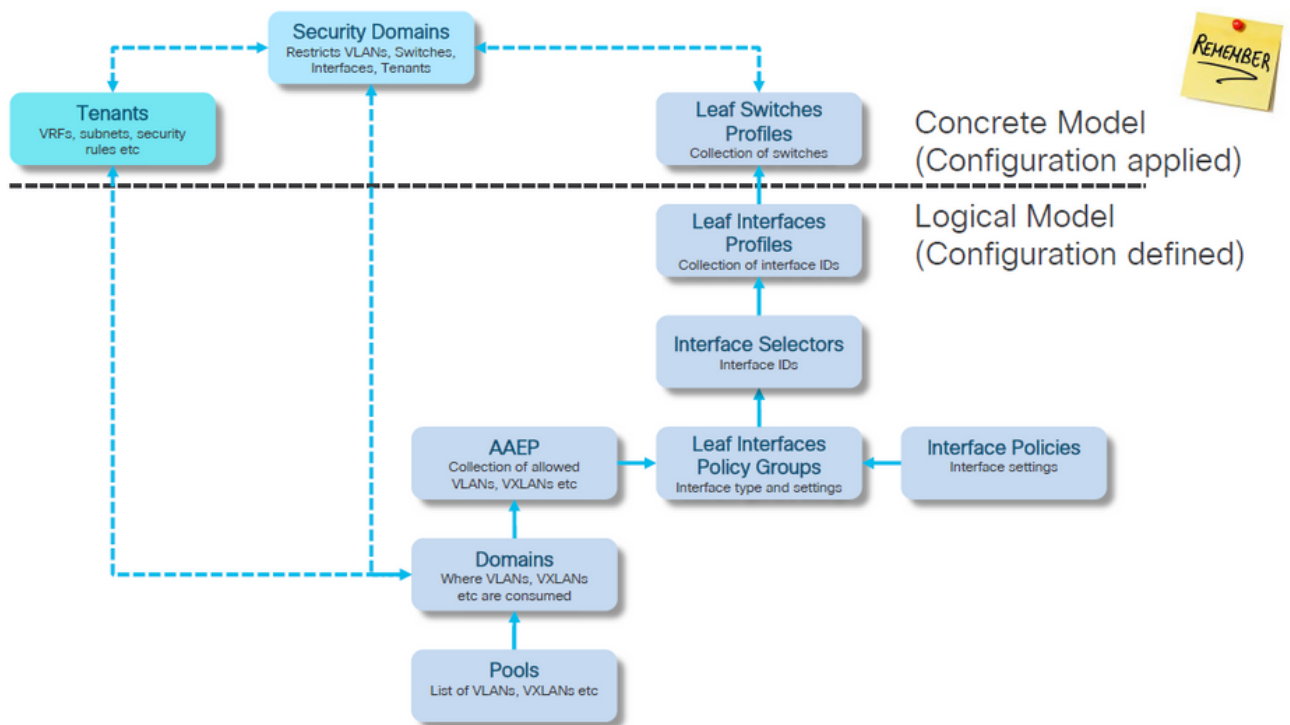 Security Domains
Restricts VLANs, Switches,
Interfaces, Tenants
REMEMBER
Tenants
VRFs, subnets, security
rules etc
Leaf Switches
Profiles
Collection of switches
Concrete Model
(Configuration applied)
Leaf Interfaces
Profiles
Collection of interface IDs
Logical Model
(Configuration defined)
Interface Selectors
Interface IDs
AAEP
Collection of allowed
VLANs, VXLANs etc
Leaf Interfaces
Policy Groups
Interface type and settings
Interface Policies
Interface settings
Domains
Where VLANs, VXLANs
etc are consumed
Pools
List of VLANs, VXLANs etc